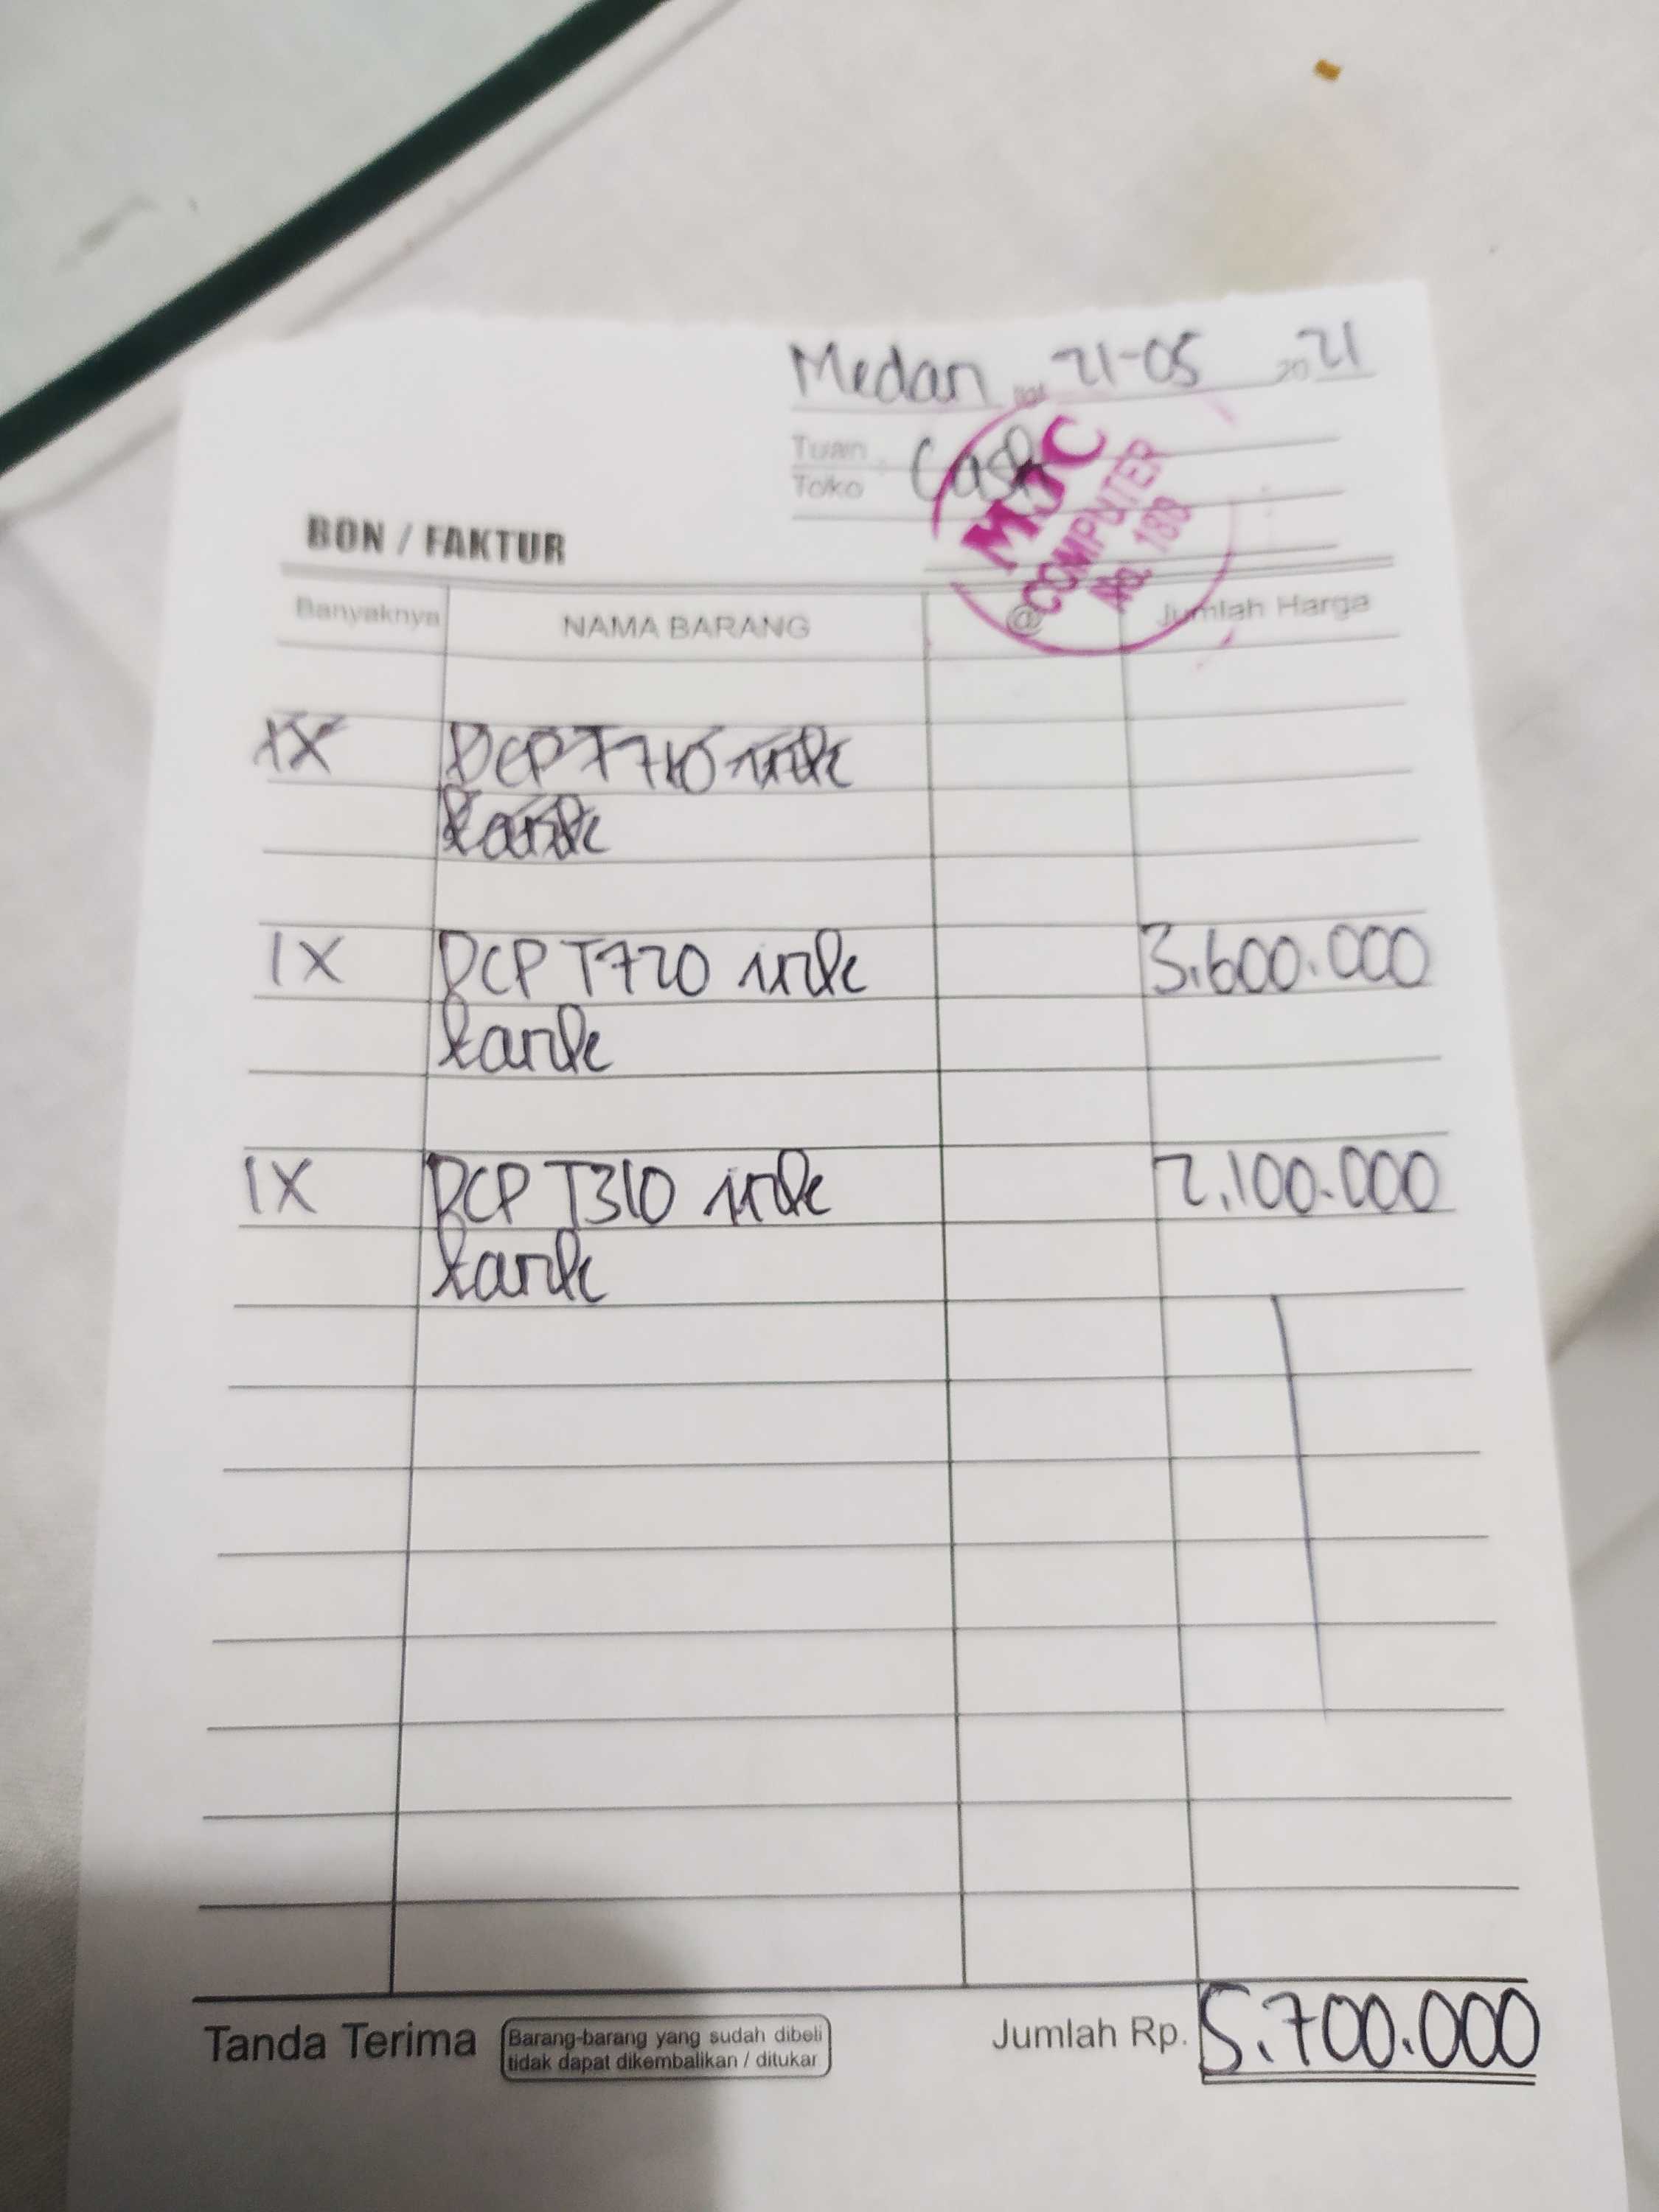 Medan 21-05 2021
Tuan
Toko : Cash
MJC
COMPUTER
No 188
BON / FAKTUR
Banyaknya NAMA BARANG @ Jumlah Harga
1X DCP T710 ink
tank
1X DCP T720 ink 3.600.000
tank
1X DCP T310 ink 2.100.000
tank
Tanda Terima Barang-barang yang sudah dibeli
tidak dapat dikembalikan / ditukar
Jumlah Rp. 5.700.000